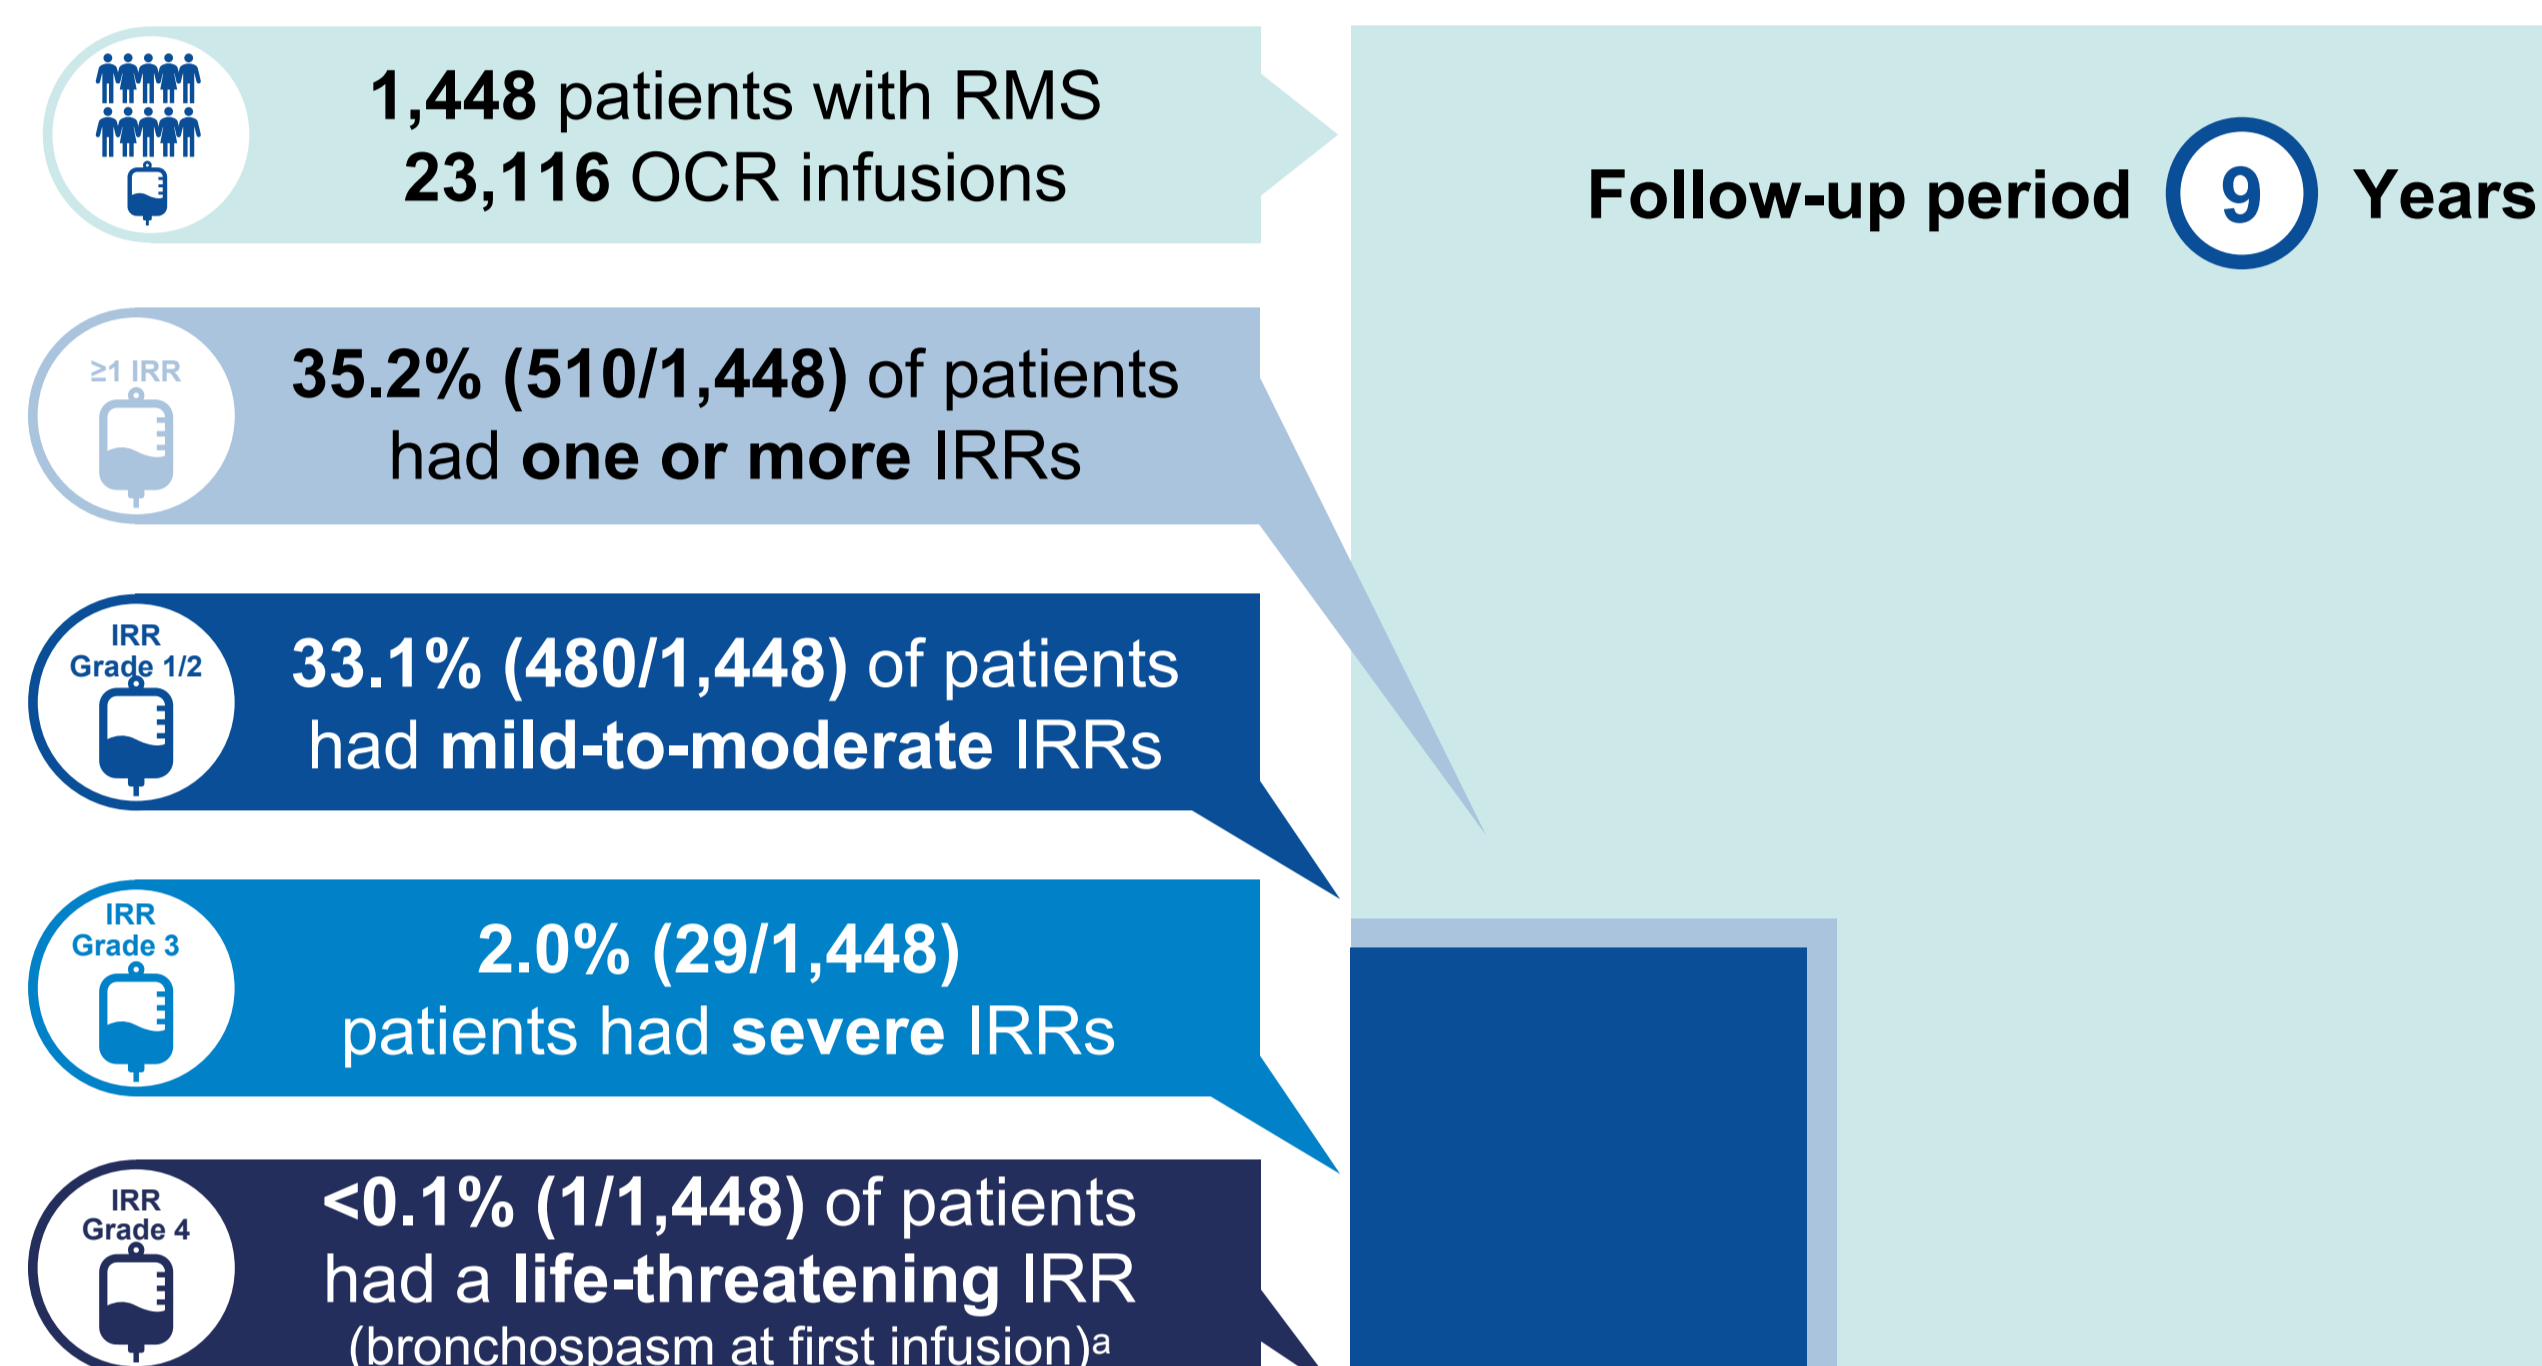 1,448 patients with RMS
23,116 OCR infusions
Follow-up period 9 Years
≥1 IRR
35.2% (510/1,448) of patients
had one or more IRRs
IRR
Grade 1/2
33.1% (480/1,448) of patients
had mild-to-moderate IRRs
IRR
Grade 3
2.0% (29/1,448)
patients had severe IRRs
IRR
Grade 4
<0.1% (1/1,448) of patients
had a life-threatening IRR
(bronchospasm at first infusion)ᵃ